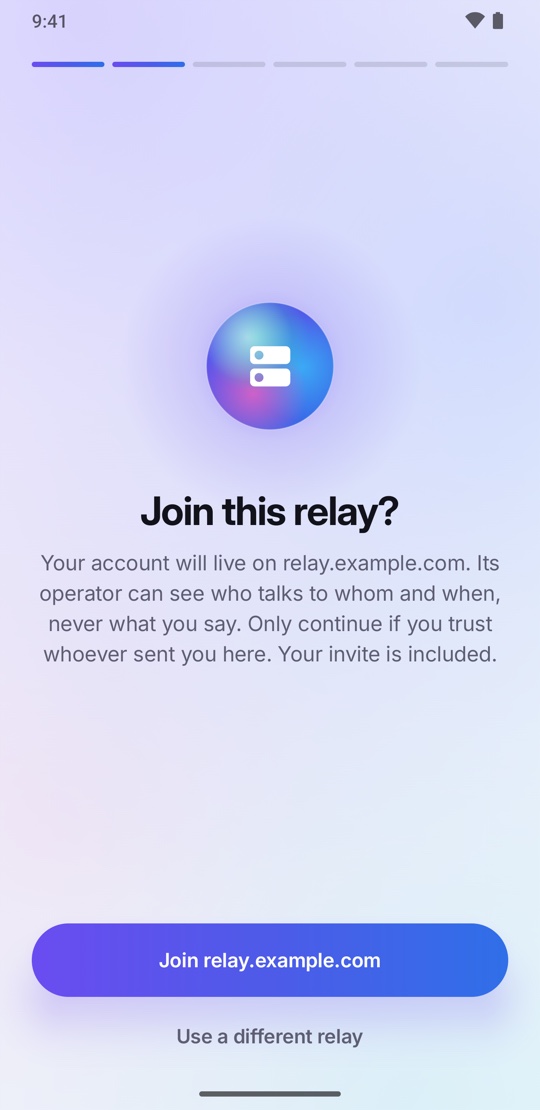 9:41
Join this relay?
Your account will live on relay.example.com. Its
operator can see who talks to whom and when,
never what you say. Only continue if you trust
whoever sent you here. Your invite is included.
Join relay.example.com
Use a different relay